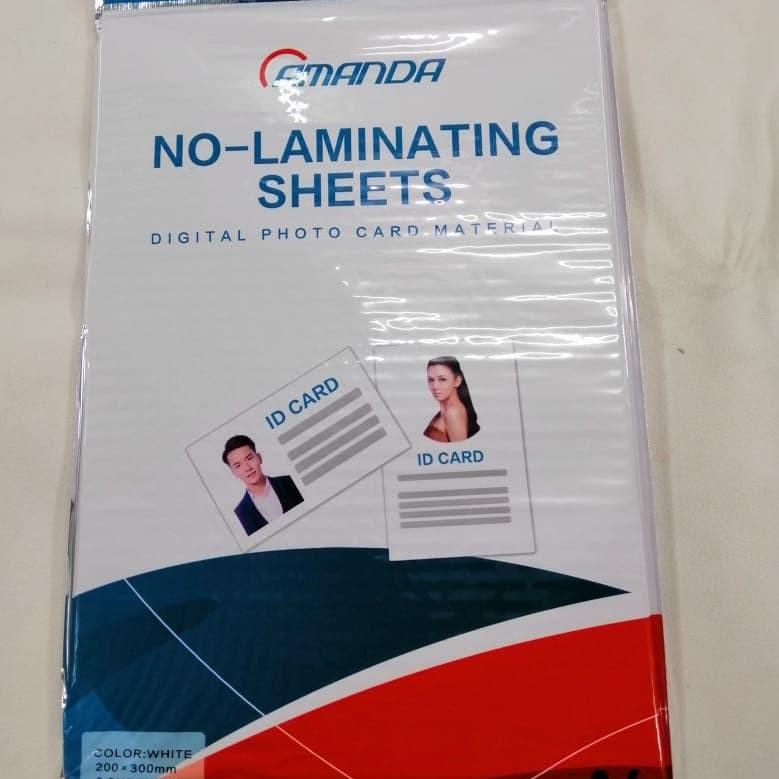 AMANDA
NO-LAMINATING
SHEETS
DIGITAL PHOTO CARD MATERIAL
ID CARD
ID CARD
COLOR:WHITE
200×300mm